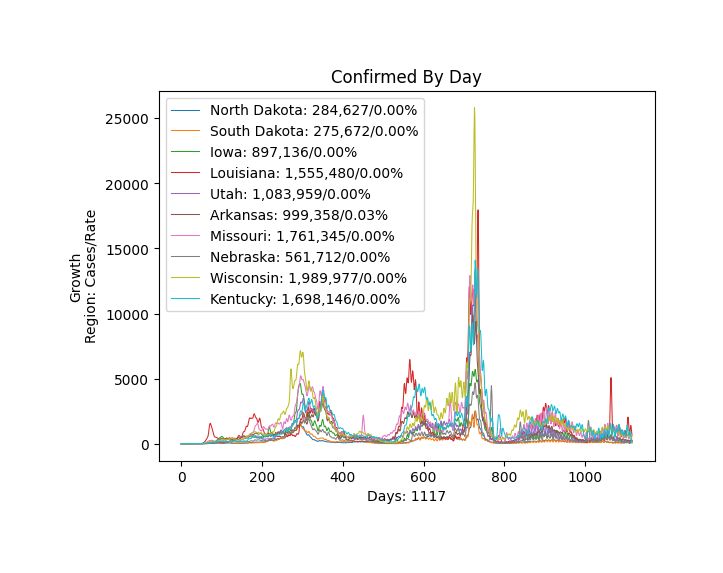 Confirmed By Day
25000
20000
15000
10000
5000
0
Growth
Region: Cases/Rate
North Dakota: 284,627/0.00%
South Dakota: 275,672/0.00%
Iowa: 897,136/0.00%
Louisiana: 1,555,480/0.00%
Utah: 1,083,959/0.00%
Arkansas: 999,358/0.03%
Missouri: 1,761,345/0.00%
Nebraska: 561,712/0.00%
Wisconsin: 1,989,977/0.00%
Kentucky: 1,698,146/0.00%
0 200 400 600 800 1000
Days: 1117